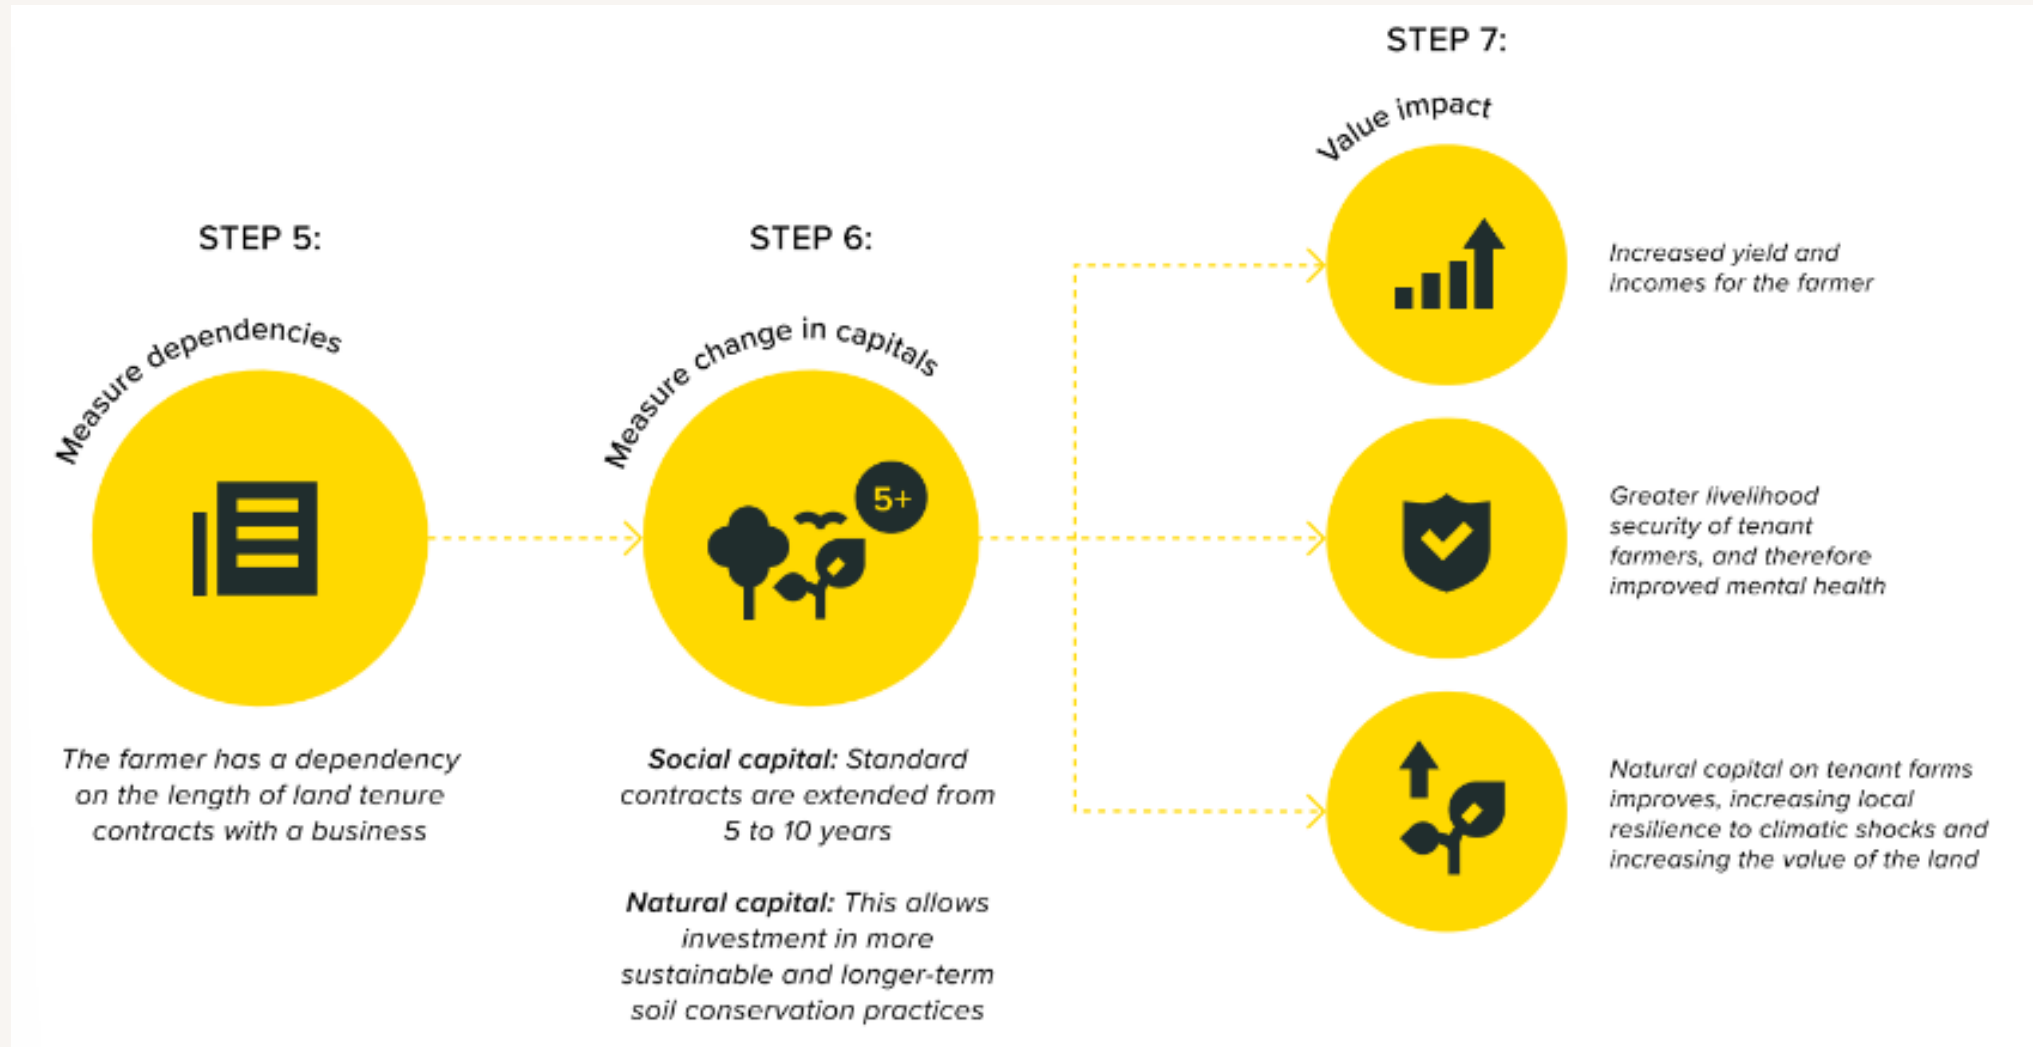 STEP 5:
Measure dependencies
The farmer has a dependency
on the length of land tenure
contracts with a business
STEP 6:
Measure change in capitals
5+
Social capital: Standard
contracts are extended from
5 to 10 years
Natural capital: This allows
investment in more
sustainable and longer-term
soil conservation practices
STEP 7:
Value impact
Increased yield and
incomes for the farmer
Greater livelihood
security of tenant
farmers, and therefore
improved mental health
Natural capital on tenant farms
improves, increasing local
resilience to climatic shocks and
increasing the value of the land